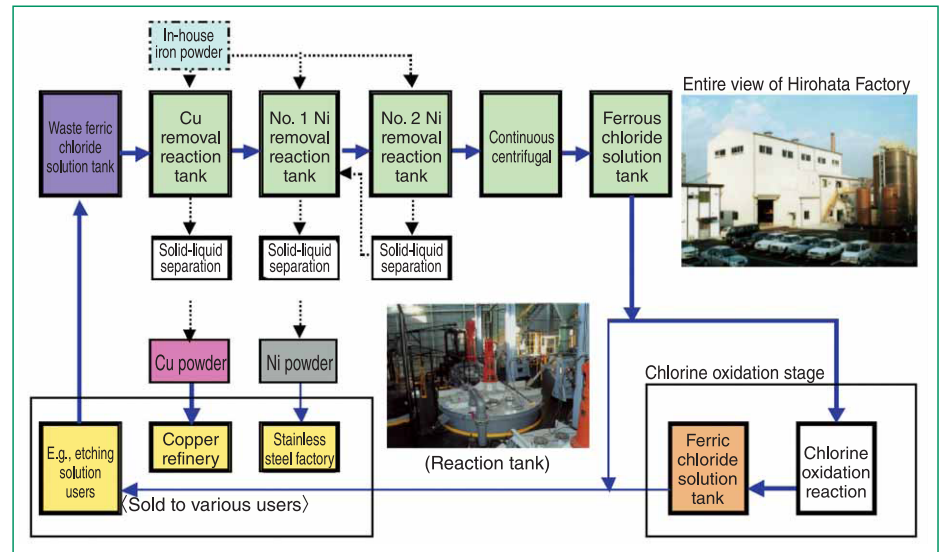 In-house
iron powder
Entire view of Hirohata Factory
Waste ferric
chloride
solution tank
Cu
removal
reaction
tank
No. 1 Ni
removal
reaction
tank
No. 2 Ni
removal
reaction
tank
Continuous
centrifugal
Ferrous
chloride
solution
tank
Solid-liquid
separation
Solid-liquid
separation
Solid-liquid
separation
Cu powder
Ni powder
Chlorine oxidation stage
E.g., etching
solution
users
Copper
refinery
Stainless
steel factory
(Reaction tank)
Ferric
chloride
solution
tank
Chlorine
oxidation
reaction
〈Sold to various users〉